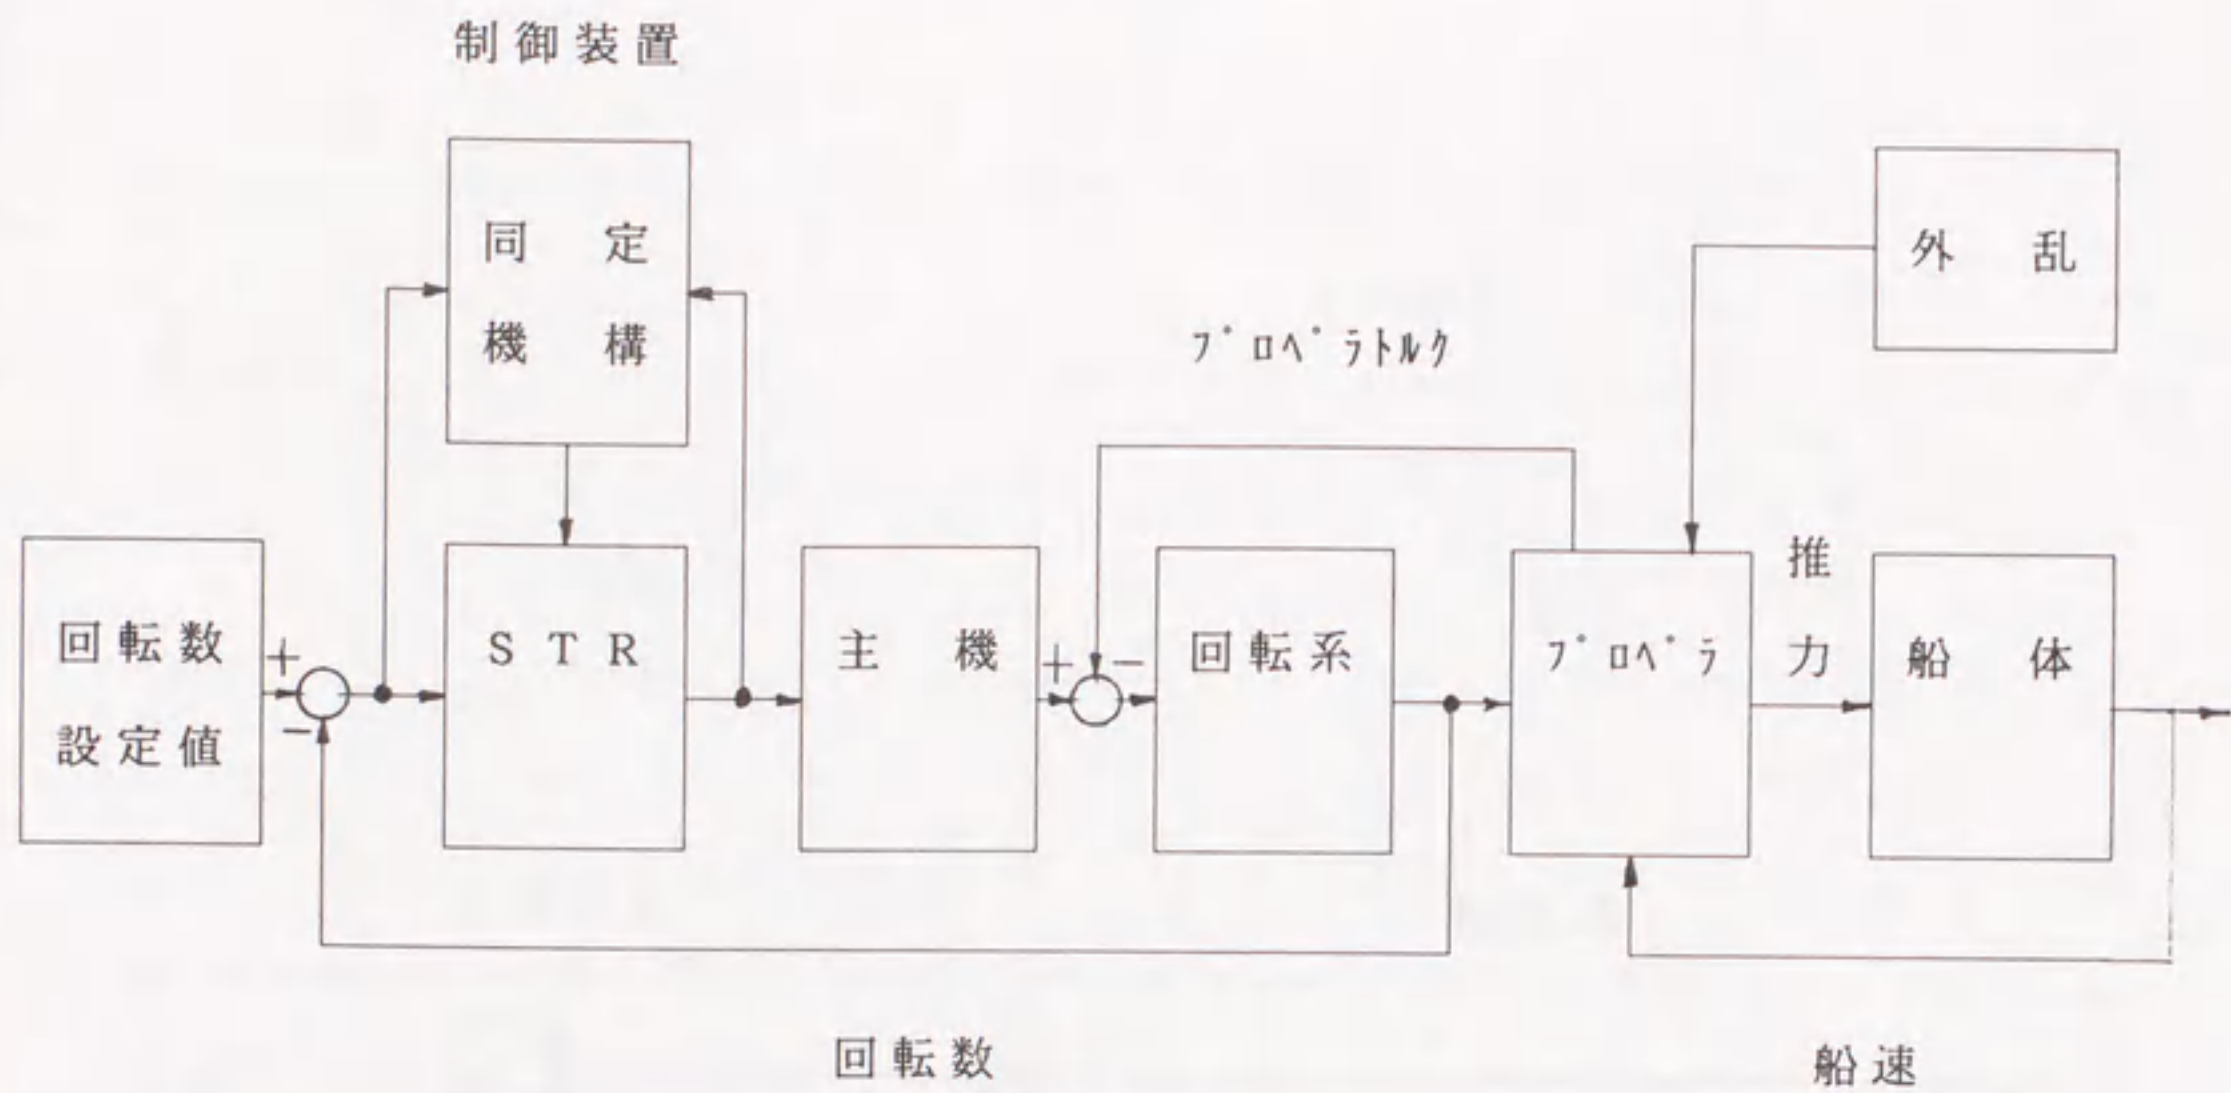 制御装置
同定
機構
外乱
プロペラトルク
回転数
設定値
+
−
STR
主機
+
−
回転系
プロペラ
推
力
船体
回転数
船速